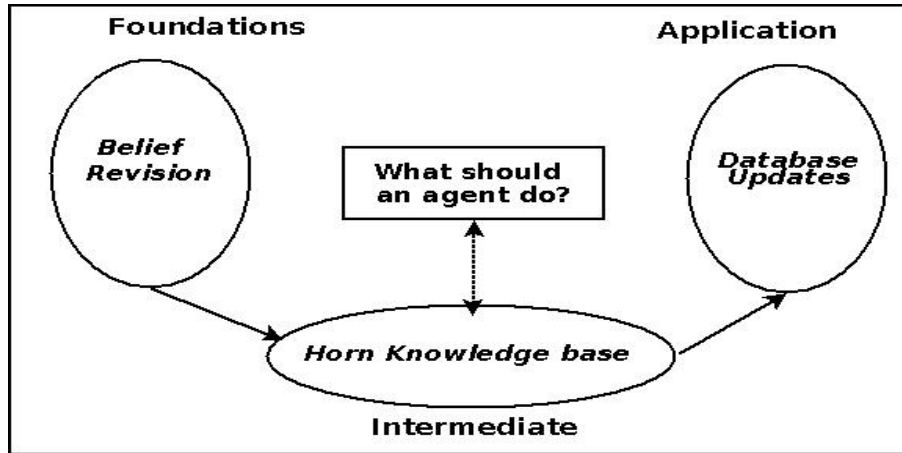 Foundations
Application
Belief
Revision
What should
an agent do?
Database
Updates
Horn Knowledge base
Intermediate